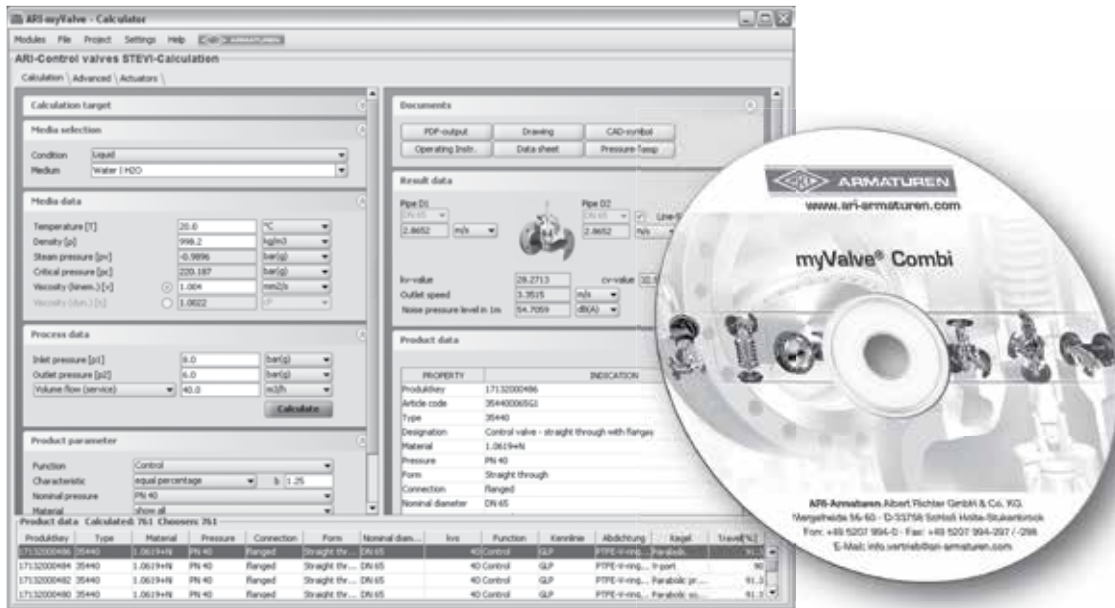 ARI-myValve - Calculator
Modules File Project Settings Help ARI ARMATUREN
ARI-Control valves STEVI-Calculation
Calculation Advanced Actuators
Calculation target
Media selection
Condition Liquid
Medium Water | H2O
Media data
Temperature [T] 20.0 °C
Density [ρ] 998.2 kg/m3
Steam pressure [pv] -0.9896 bar(g)
Critical pressure [pc] 220.187 bar(g)
Viscosity (kinem.) [ν] 1.004 mm2/s
Viscosity (dyn.) 1.0022 cP
Process data
Inlet pressure [p1] 8.0 bar(g)
Outlet pressure [p2] 6.0 bar(g)
Volume flow (service) 40.0 m3/h
Calculate
Product parameter
Function Control
Characteristic equal percentage b 1.25
Nominal pressure PN 40
Material show all
Documents
PDF-output Drawing CAD-symbol
Operating Instr. Data sheet Pressure-Temp
Result data
Pipe D1 Pipe D2
DN 65 DN 65
2.8652 m/s 2.8652 m/s
kv-value 28.2713 cv-value
Outlet speed 3.3515 m/s
Noise pressure level in 1m 54.7059 dB(A)
Product data
PROPERTY INDICATION
Produktkey 17132000486
Article code
Type 35440
Designation Control valve - straight through with flanges
Material 1.0619+N
Pressure PN 40
Form Straight through
Connection flanged
Nominal diameter DN 65
Product data Calculated: 761 Choosen: 761
Produktkey Type Material Pressure Connection Form Nominal diam... kvs Function Kennlinie Abdichtung Kegel Travel[%]
17132000486 35440 1.0619+N PN 40 flanged Straight thr... DN 65 40 Control GLP PTFE-V-ring... Parabolic 91.3
17132000484 35440 1.0619+N PN 40 flanged Straight thr... DN 65 40 Control GLP PTFE-V-ring... V-port 90
17132000482 35440 1.0619+N PN 40 flanged Straight thr... DN 65 40 Control GLP PTFE-V-ring... Parabolic pr... 91.3
17132000480 35440 1.0619+N PN 40 flanged Straight thr... DN 65 40 Control GLP PTFE-V-ring... Parabolic 91.3
ARI ARMATUREN
www.ari-armaturen.com
myValve® Combi
ARI-Armaturen Albert Richter GmbH & Co. KG
Mergelheide 56-60 · D-33756 Schloß Holte-Stukenbrock
Fon: +49 5207 994-0 · Fax: +49 5207 994-297 / -298
E-Mail: info.vertrieb@ari-armaturen.com